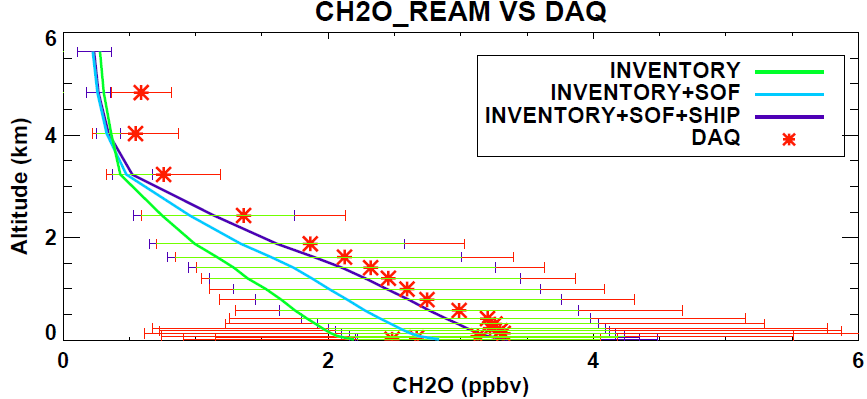 CH2O_REAM VS DAQ
6
INVENTORY
INVENTORY+SOF
INVENTORY+SOF+SHIP
DAQ
4
Altitude (km)
2
0
0 2 4 6
CH2O (ppbv)